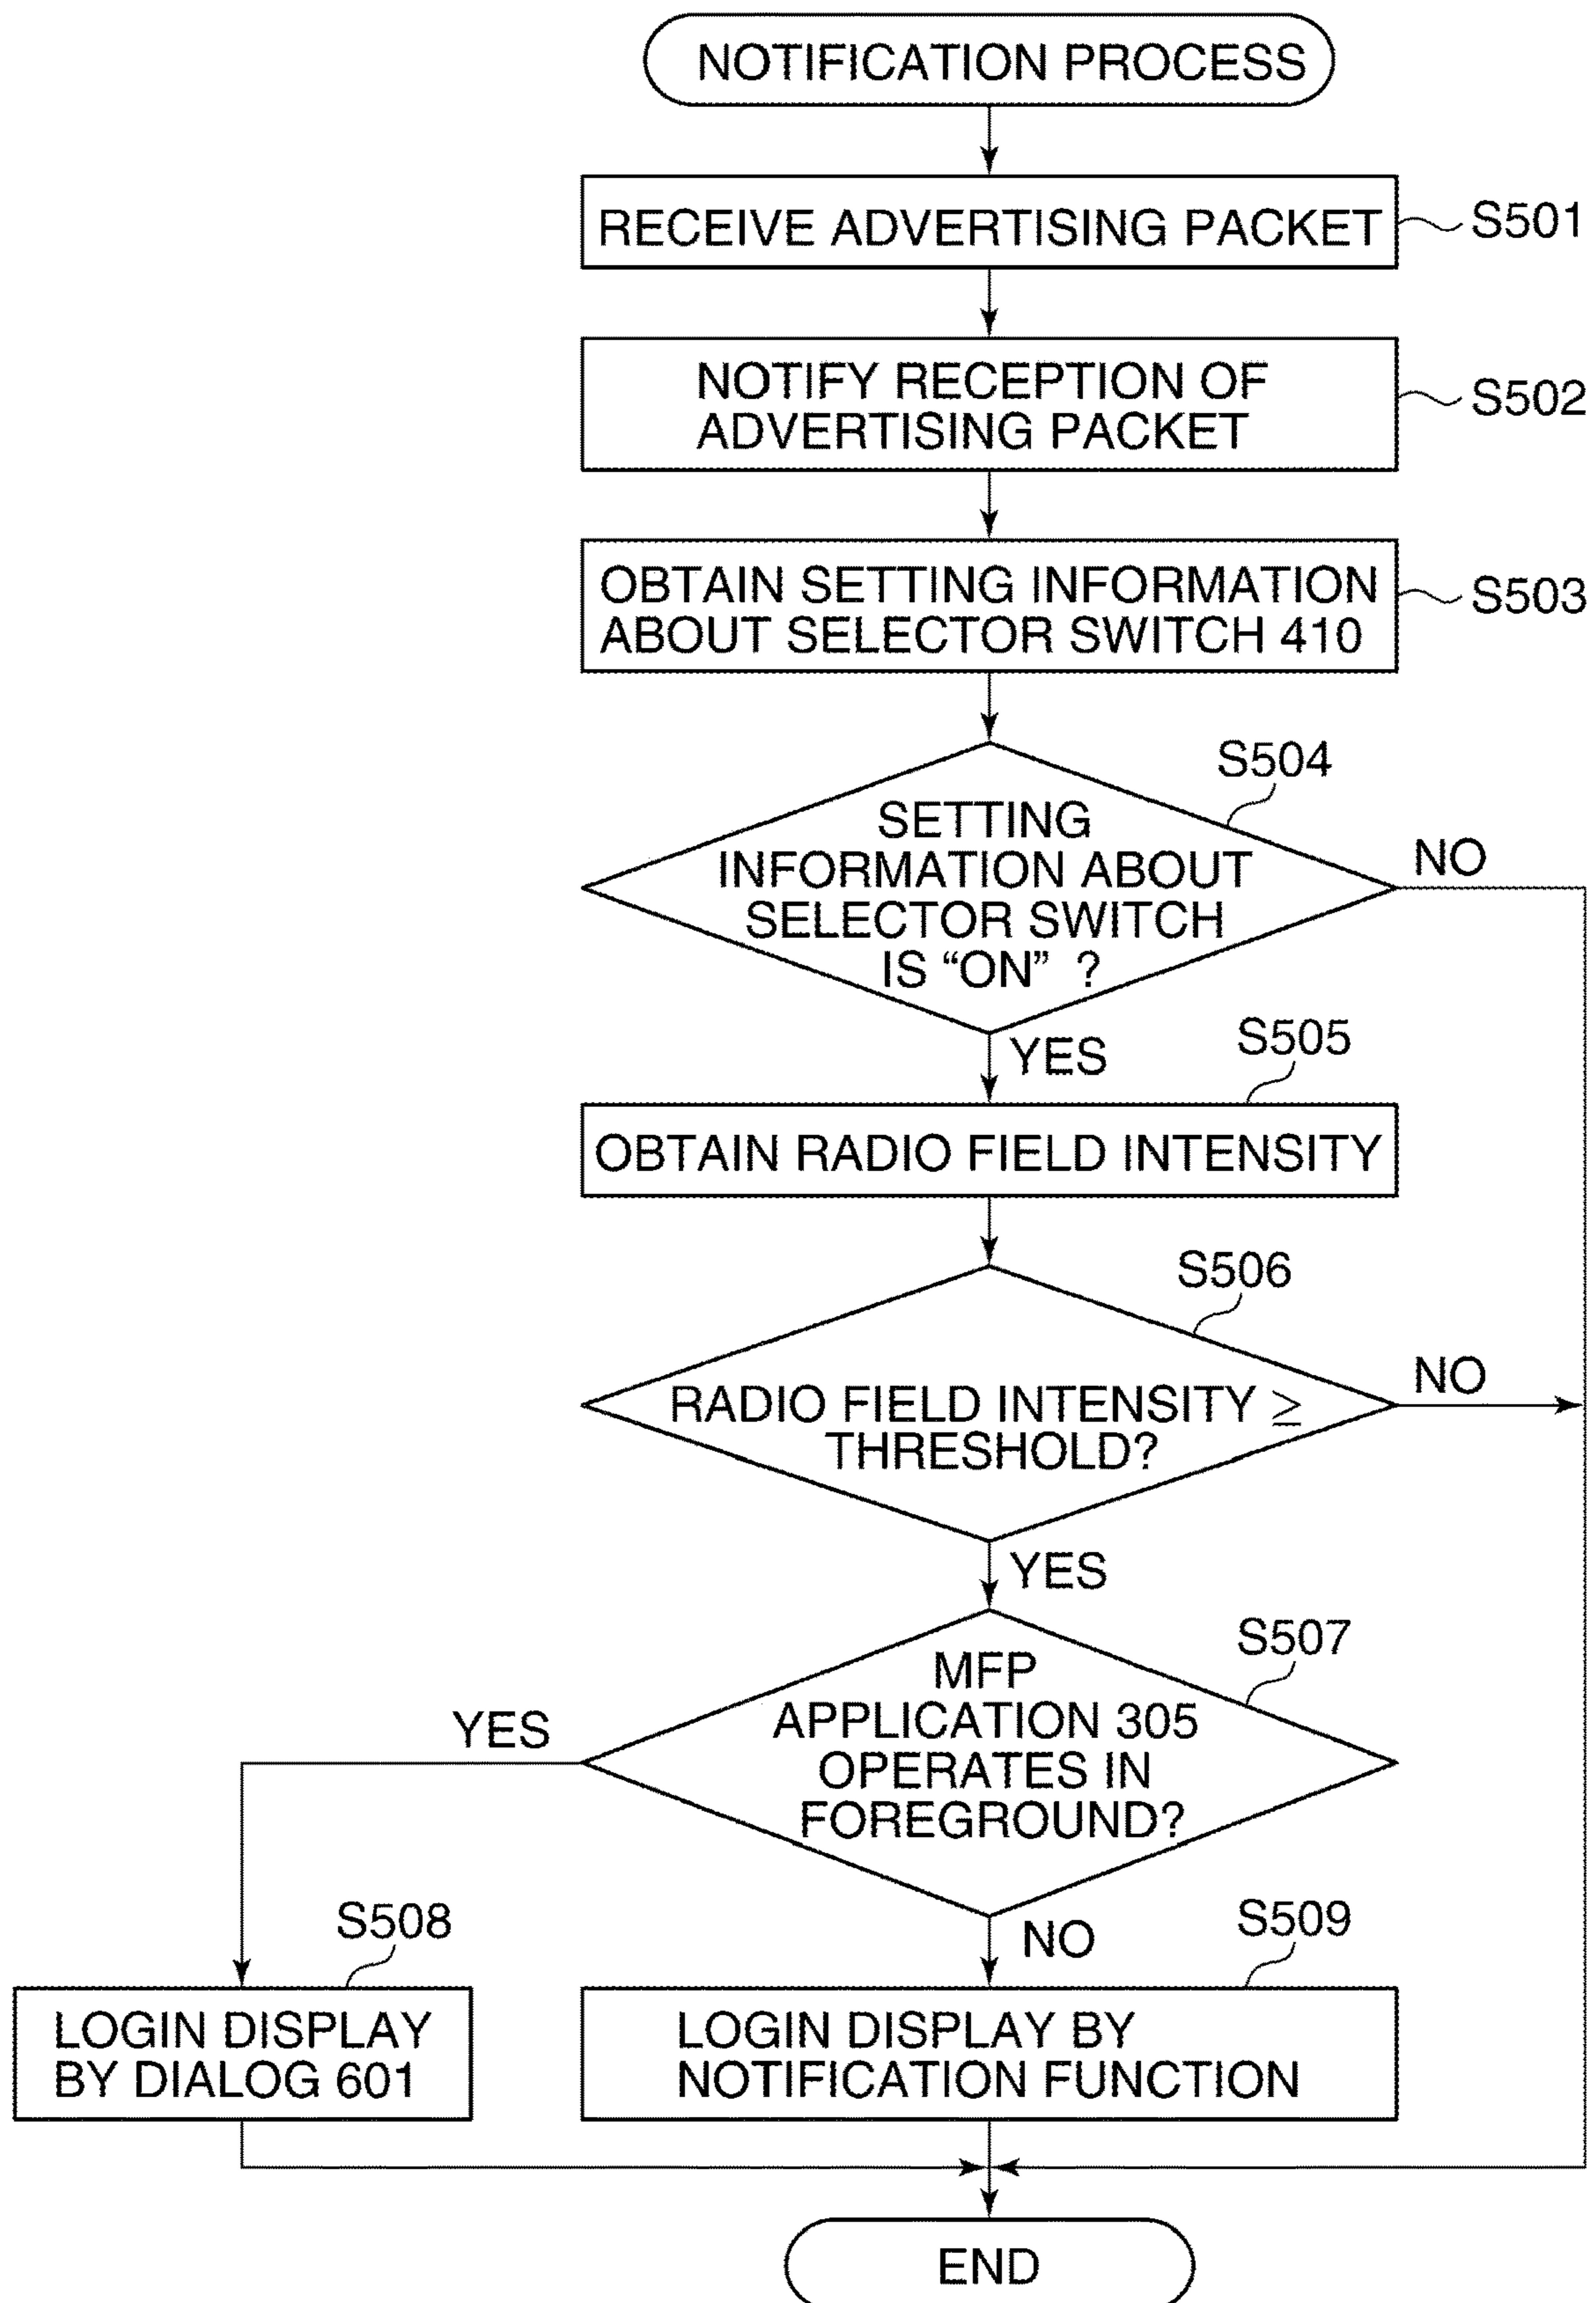 NOTIFICATION PROCESS
RECEIVE ADVERTISING PACKET
S501
NOTIFY RECEPTION OF
ADVERTISING PACKET
S502
OBTAIN SETTING INFORMATION
ABOUT SELECTOR SWITCH 410
S503
S504
SETTING
INFORMATION ABOUT
SELECTOR SWITCH
IS “ON” ?
NO
YES
S505
OBTAIN RADIO FIELD INTENSITY
S506
RADIO FIELD INTENSITY ≥
THRESHOLD?
NO
YES
S507
MFP
APPLICATION 305
OPERATES IN
FOREGROUND?
YES
NO
S508
LOGIN DISPLAY
BY DIALOG 601
S509
LOGIN DISPLAY BY
NOTIFICATION FUNCTION
END